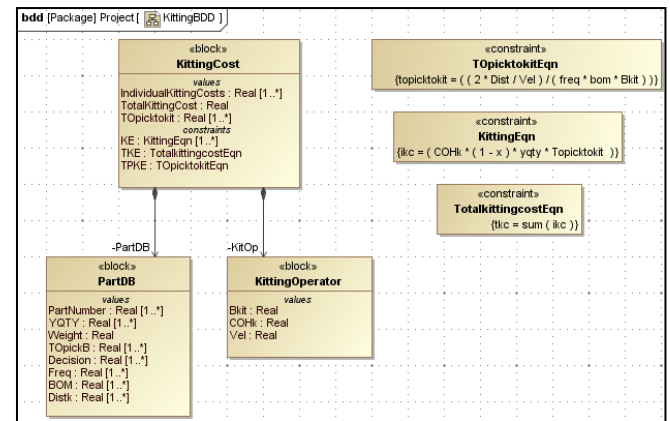 bdd [Package] Project [ KittingBDD ]
«block»
KittingCost
values
IndividualKittingCosts : Real [1..*]
TotalKittingCost : Real
TOpicktokit : Real [1..*]
constraints
KE : KittingEqn [1..*]
TKE : TotalkittingcostEqn
TPKE : TOpicktokitEqn
«constraint»
TOpicktokitEqn
{topicktokit = ( ( 2 * Dist / Vel ) / ( freq * bom * Bkit ) )}
«constraint»
KittingEqn
{ikc = ( COHk * ( 1 - x ) * yqty * Topicktokit )}
«constraint»
TotalkittingcostEqn
{tkc = sum ( ikc )}
-PartDB
-KitOp
«block»
PartDB
values
PartNumber : Real [1..*]
YQTY : Real [1..*]
Weight : Real
TOpickB : Real [1..*]
Decision : Real [1..*]
Freq : Real [1..*]
BOM : Real [1..*]
Distk : Real [1..*]
«block»
KittingOperator
values
Bkit : Real
COHk : Real
Vel : Real